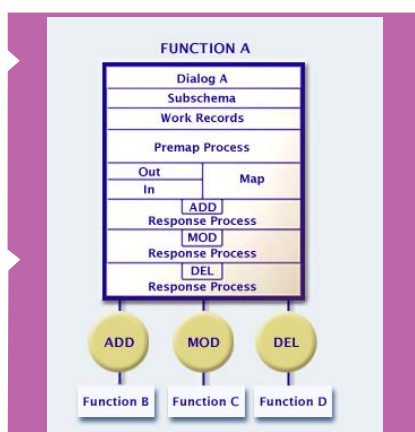 FUNCTION A
Dialog A
Subschema
Work Records
Premap Process
Out
In
Map
ADD
Response Process
MOD
Response Process
DEL
Response Process
ADD MOD DEL
Function B Function C Function D